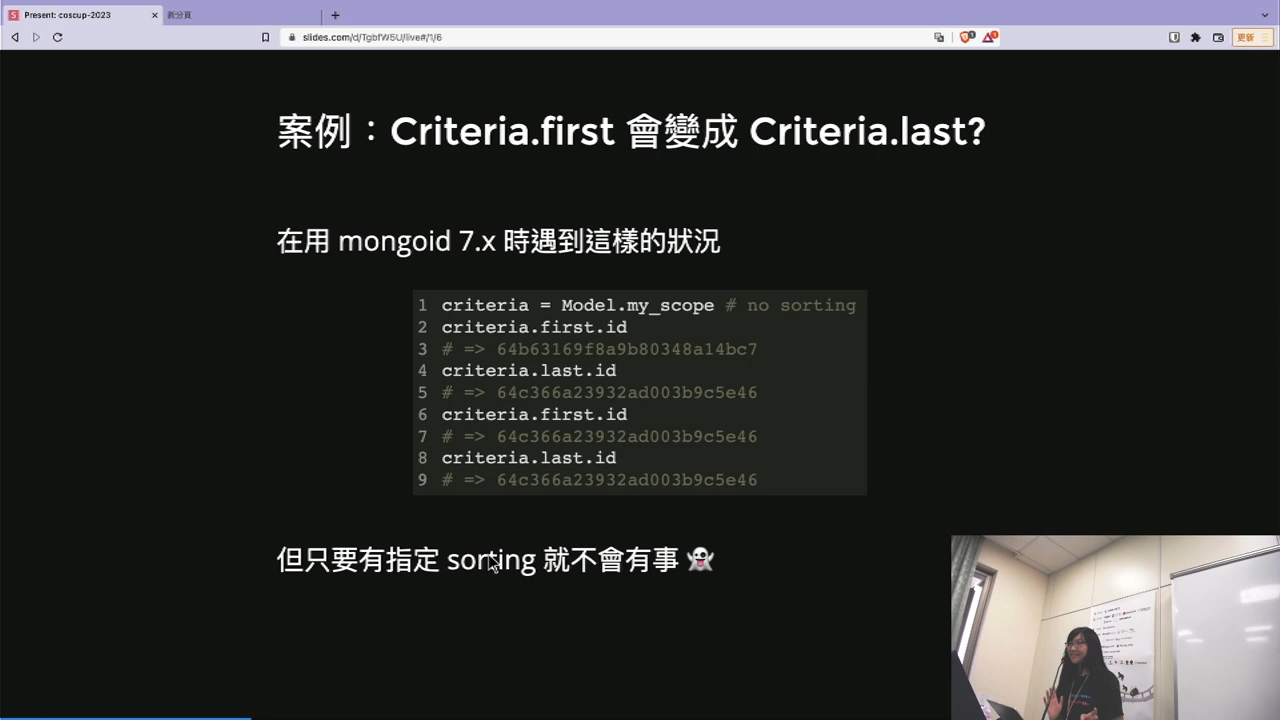 Present: coscup-2023
新分頁
slides.com/d/TgbfW5U/live#/1/6
更新
案例：Criteria.first 會變成 Criteria.last?
在用 mongoid 7.x 時遇到這樣的狀況
1 criteria = Model.my_scope # no sorting
2 criteria.first.id
3 # => 64b63169f8a9b80348a14bc7
4 criteria.last.id
5 # => 64c366a23932ad003b9c5e46
6 criteria.first.id
7 # => 64c366a23932ad003b9c5e46
8 criteria.last.id
9 # => 64c366a23932ad003b9c5e46
但只要有指定 sorting 就不會有事 👻